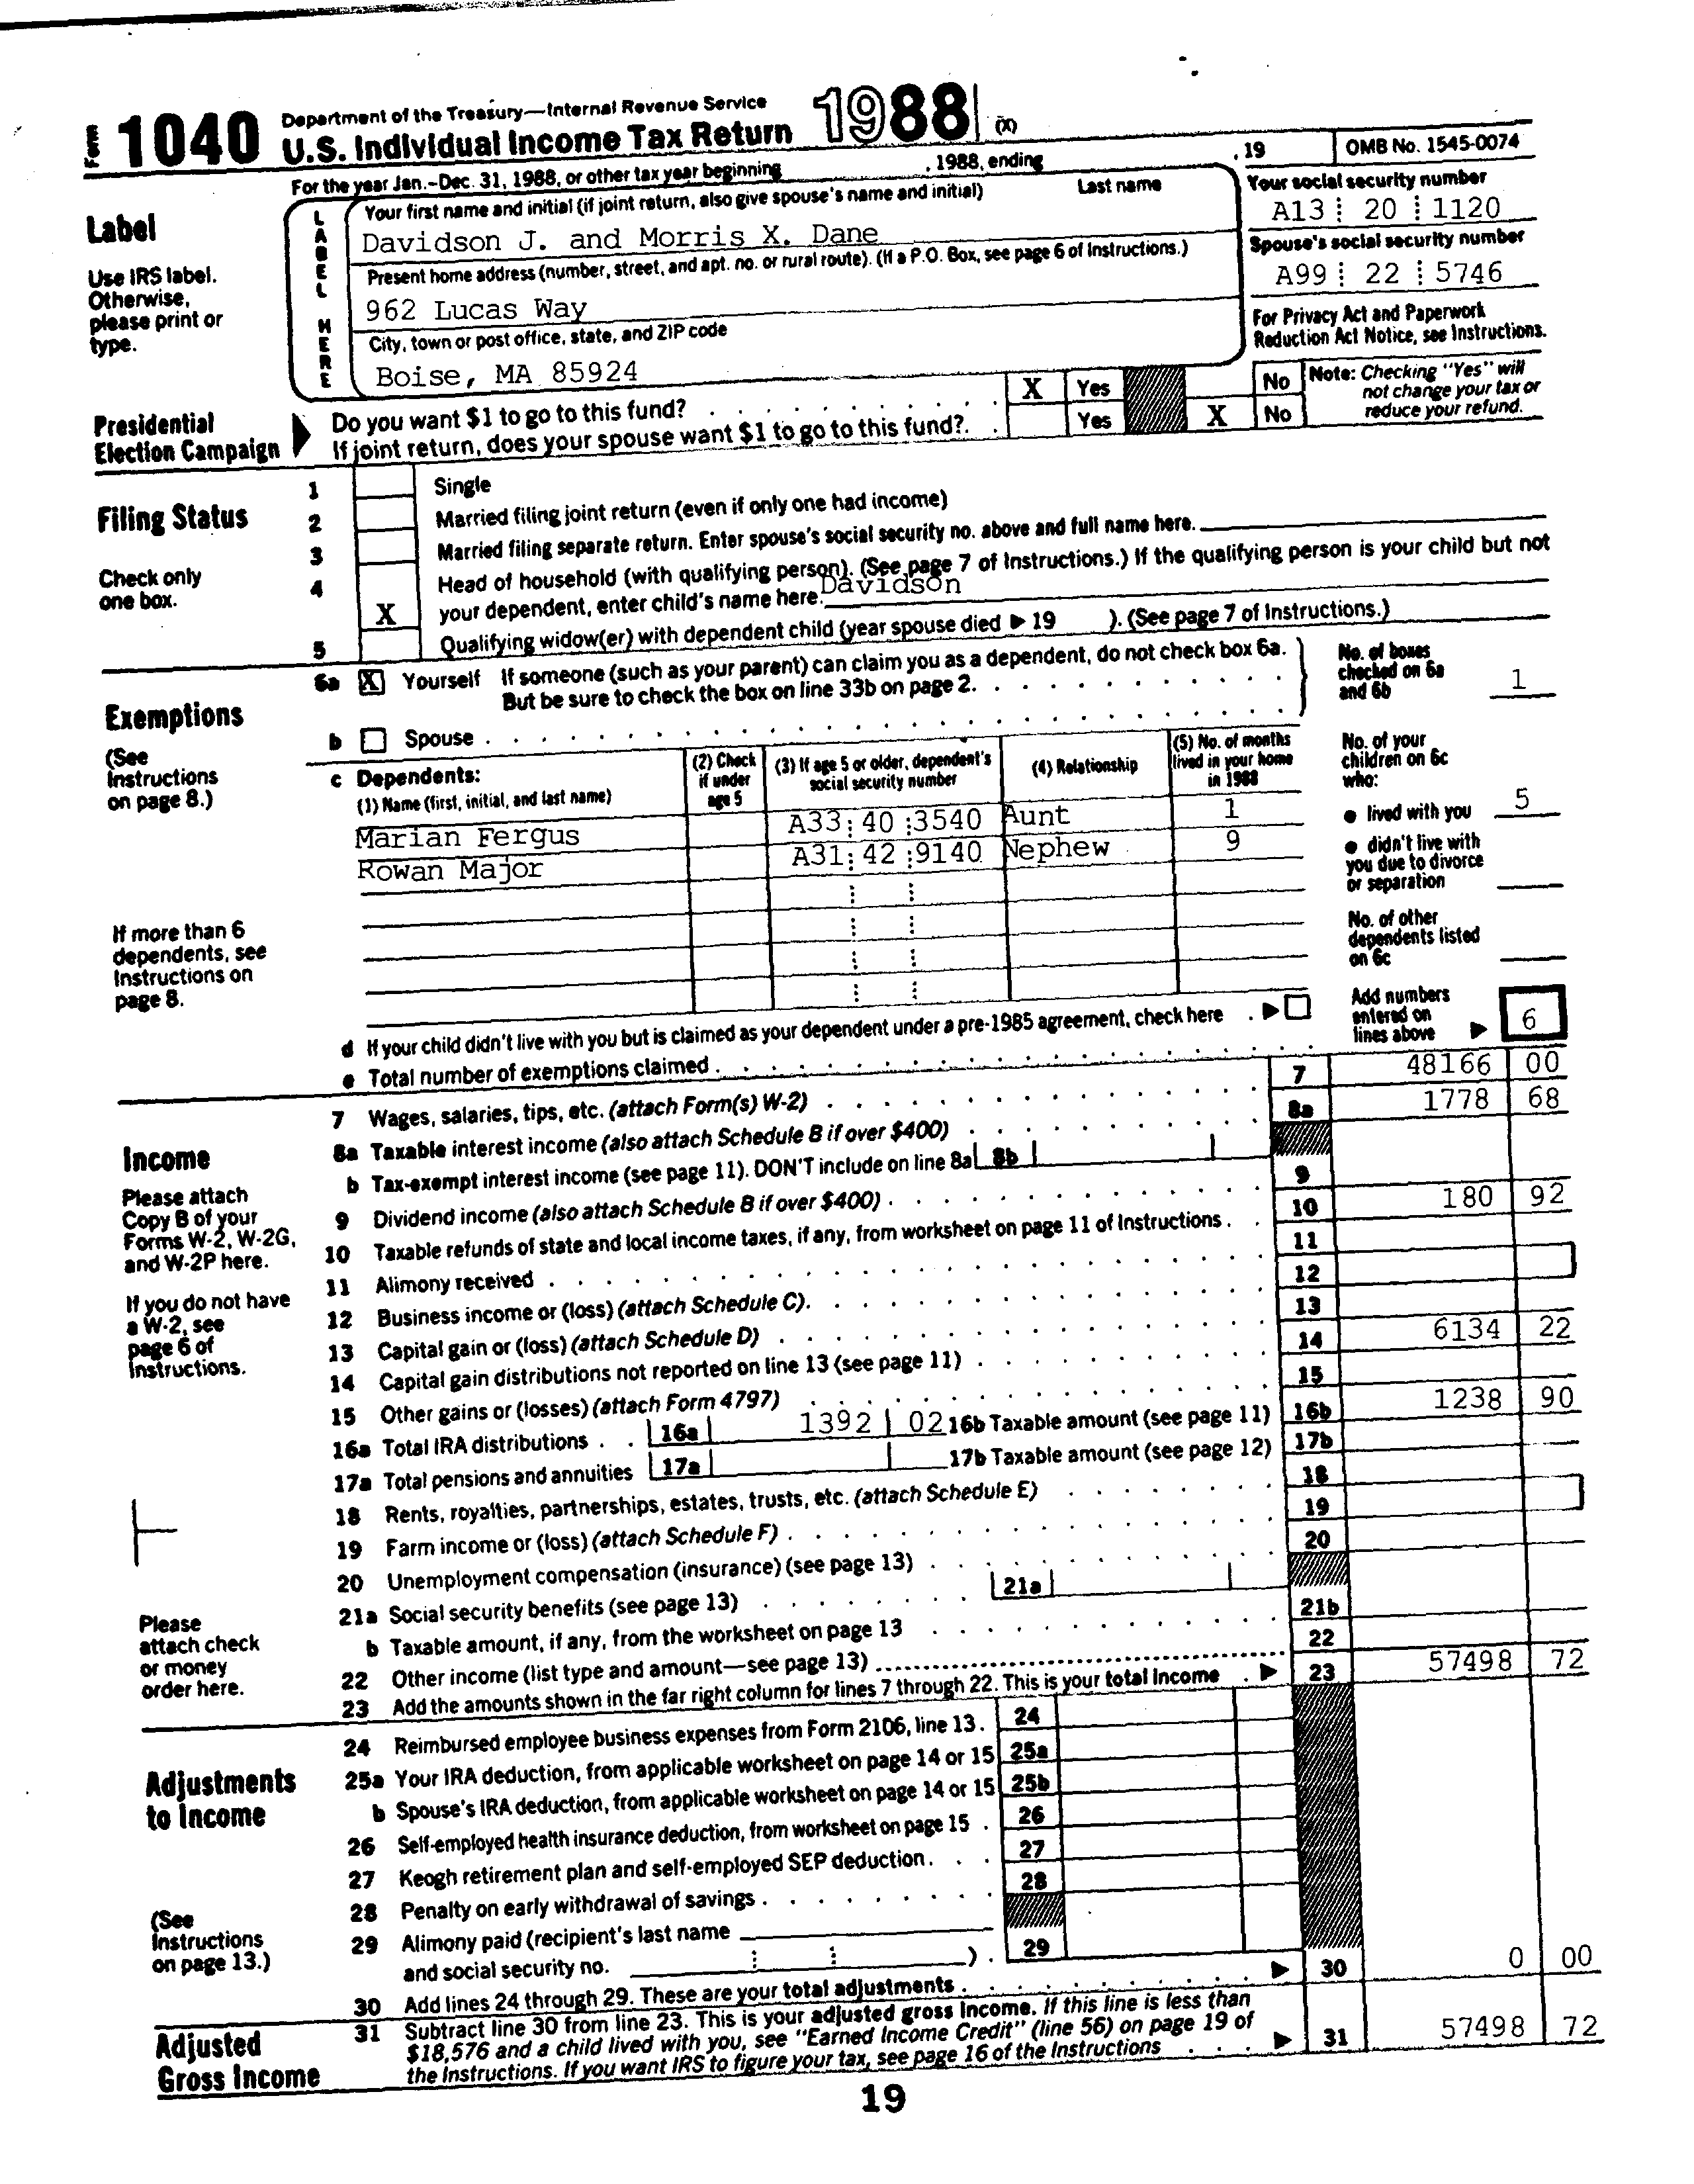 Form 1040 Department of the Treasury—Internal Revenue Service
U.S. Individual Income Tax Return 1988 (X)
For the year Jan.-Dec. 31, 1988, or other tax year beginning , 1988, ending , 19 OMB No. 1545-0074
Label
Use IRS label.
Otherwise,
please print or
type.
LABEL HERE
Your first name and initial (if joint return, also give spouse's name and initial) Last name
Davidson J. and Morris X. Dane
Present home address (number, street, and apt. no. or rural route). (If a P.O. Box, see page 6 of Instructions.)
962 Lucas Way
City, town or post office, state, and ZIP code
Boise, MA 85924
Your social security number
A13 20 1120
Spouse's social security number
A99 22 5746
For Privacy Act and Paperwork
Reduction Act Notice, see Instructions.
Presidential
Election Campaign
Do you want $1 to go to this fund? X Yes No
If joint return, does your spouse want $1 to go to this fund?. Yes X No
Note: Checking "Yes" will
not change your tax or
reduce your refund.
Filing Status
Check only
one box.
1 Single
2 Married filing joint return (even if only one had income)
3 Married filing separate return. Enter spouse's social security no. above and full name here.
4 Head of household (with qualifying person). (See page 7 of Instructions.) If the qualifying person is your child but not
X your dependent, enter child's name here. Davidson
5 Qualifying widow(er) with dependent child (year spouse died ▶ 19 ). (See page 7 of Instructions.)
Exemptions
(See
Instructions
on page 8.)
If more than 6
dependents, see
Instructions on
page 8.
6a X Yourself If someone (such as your parent) can claim you as a dependent, do not check box 6a.
But be sure to check the box on line 33b on page 2.
b Spouse
No. of boxes
checked on 6a
and 6b 1
c Dependents:
(1) Name (first, initial, and last name)
(2) Check
if under
age 5
(3) If age 5 or older, dependent's
social security number
(4) Relationship
(5) No. of months
lived in your home
in 1988
Marian Fergus A33 40 3540 Aunt 1
Rowan Major A31 42 9140 Nephew 9
No. of your
children on 6c
who:
● lived with you 5
● didn't live with
you due to divorce
or separation
No. of other
dependents listed
on 6c
Add numbers
entered on
lines above ▶ 6
d If your child didn't live with you but is claimed as your dependent under a pre-1985 agreement, check here ▶
e Total number of exemptions claimed
Income
Please attach
Copy B of your
Forms W-2, W-2G,
and W-2P here.
If you do not have
a W-2, see
page 6 of
Instructions.
Please
attach check
or money
order here.
7 Wages, salaries, tips, etc. (attach Form(s) W-2) 7 48166 00
8a Taxable interest income (also attach Schedule B if over $400) 8a 1778 68
b Tax-exempt interest income (see page 11). DON'T include on line 8a 8b
9 Dividend income (also attach Schedule B if over $400) 9
10 Taxable refunds of state and local income taxes, if any, from worksheet on page 11 of Instructions 10 180 92
11 Alimony received 11
12 Business income or (loss) (attach Schedule C). 12
13 Capital gain or (loss) (attach Schedule D) 13
14 Capital gain distributions not reported on line 13 (see page 11) 14 6134 22
15 Other gains or (losses) (attach Form 4797) 15
16a Total IRA distributions 16a 1392 02 16b Taxable amount (see page 11) 16b 1238 90
17a Total pensions and annuities 17a 17b Taxable amount (see page 12) 17b
18 Rents, royalties, partnerships, estates, trusts, etc. (attach Schedule E) 18
19 Farm income or (loss) (attach Schedule F) 19
20 Unemployment compensation (insurance) (see page 13) 20
21a Social security benefits (see page 13) 21a
b Taxable amount, if any, from the worksheet on page 13 21b
22 Other income (list type and amount—see page 13) 22
23 Add the amounts shown in the far right column for lines 7 through 22. This is your total income ▶ 23 57498 72
Adjustments
to Income
(See
Instructions
on page 13.)
24 Reimbursed employee business expenses from Form 2106, line 13. 24
25a Your IRA deduction, from applicable worksheet on page 14 or 15 25a
b Spouse's IRA deduction, from applicable worksheet on page 14 or 15 25b
26 Self-employed health insurance deduction, from worksheet on page 15 26
27 Keogh retirement plan and self-employed SEP deduction. 27
28 Penalty on early withdrawal of savings 28
29 Alimony paid (recipient's last name
and social security no. ) 29
30 Add lines 24 through 29. These are your total adjustments ▶ 30 0 00
Adjusted
Gross Income
31 Subtract line 30 from line 23. This is your adjusted gross income. If this line is less than
$18,576 and a child lived with you, see "Earned Income Credit" (line 56) on page 19 of
the Instructions. If you want IRS to figure your tax, see page 16 of the Instructions ▶ 31 57498 72
19